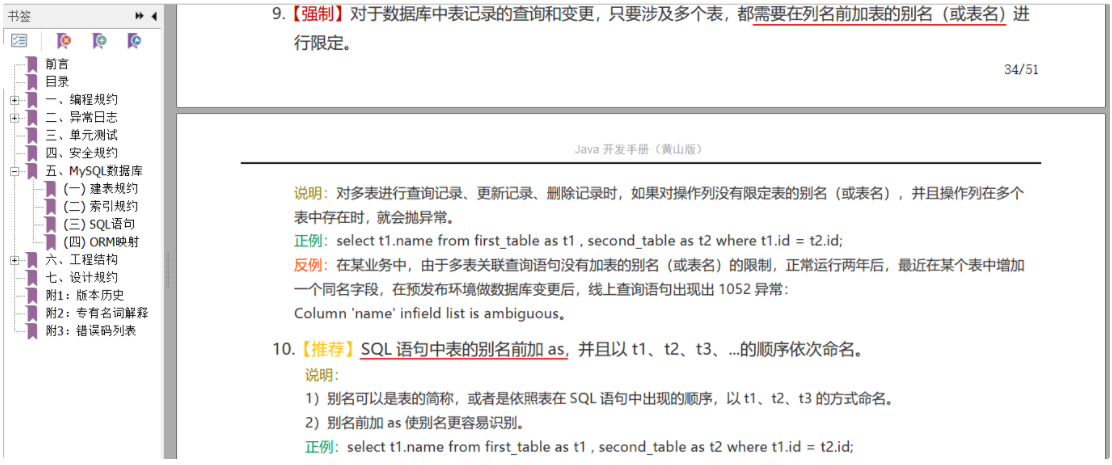 书签
前言
目录
一、编程规约
二、异常日志
三、单元测试
四、安全规约
五、MySQL数据库
(一) 建表规约
(二) 索引规约
(三) SQL语句
(四) ORM映射
六、工程结构
七、设计规约
附1：版本历史
附2：专有名词解释
附3：错误码列表
9.【强制】对于数据库中表记录的查询和变更，只要涉及多个表，都需要在列名前加表的别名（或表名）进
行限定。
34/51
Java 开发手册（黄山版）
说明：对多表进行查询记录、更新记录、删除记录时，如果对操作列没有限定表的别名（或表名），并且操作列在多个
表中存在时，就会抛异常。
正例：select t1.name from first_table as t1 , second_table as t2 where t1.id = t2.id;
反例：在某业务中，由于多表关联查询语句没有加表的别名（或表名）的限制，正常运行两年后，最近在某个表中增加
一个同名字段，在预发布环境做数据库变更后，线上查询语句出现出 1052 异常：
Column 'name' infield list is ambiguous。
10.【推荐】SQL 语句中表的别名前加 as，并且以 t1、t2、t3、...的顺序依次命名。
说明：
1）别名可以是表的简称，或者是依照表在 SQL 语句中出现的顺序，以 t1、t2、t3 的方式命名。
2）别名前加 as 使别名更容易识别。
正例：select t1.name from first_table as t1 , second_table as t2 where t1.id = t2.id;